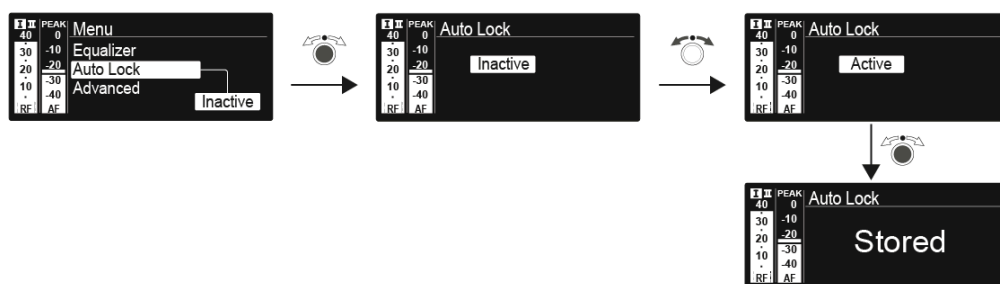 I II PEAK Menu
40 0
30 -10 Equalizer
20 -20 Auto Lock
10 -30 Advanced
-40 Inactive
RF AF
I II PEAK Auto Lock
40 0
30 -10 Inactive
20 -20
10 -30
-40
RF AF
I II PEAK Auto Lock
40 0
30 -10 Active
20 -20
10 -30
-40
RF AF
I II PEAK Auto Lock
40 0
30 -10
20 -20 Stored
10 -30
-40
RF AF